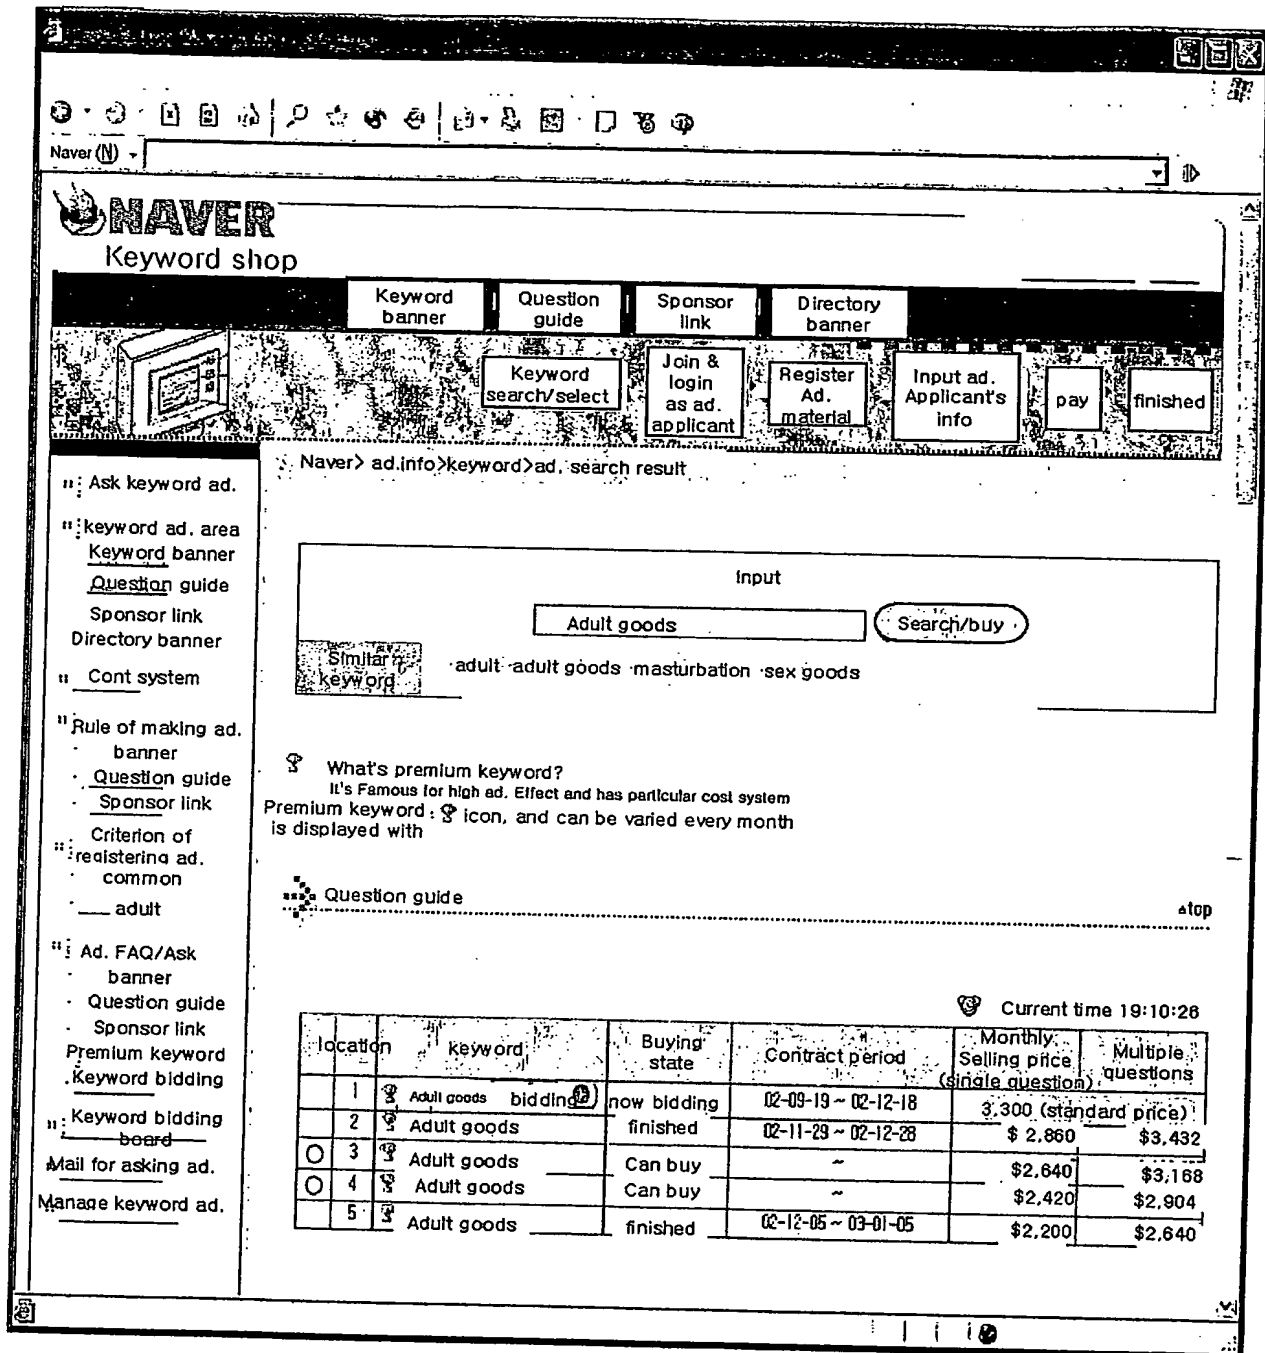 Naver(N)
NAVER
Keyword shop
Keyword banner
Question guide
Sponsor link
Directory banner
Keyword search/select
Join & login as ad. applicant
Register Ad. material
Input ad. Applicant's info
pay
finished
Naver> ad.info>keyword>ad. search result
Ask keyword ad.
keyword ad. area
Keyword banner
Question guide
Sponsor link
Directory banner
Cont system
Rule of making ad.
banner
Question guide
Sponsor link
Criterion of
registering ad.
common
adult
Ad. FAQ/Ask
banner
Question guide
Sponsor link
Premium keyword
Keyword bidding
Keyword bidding
board
Mail for asking ad.
Manage keyword ad.
Input
Adult goods Search/buy
Similar keyword ·adult ·adult goods ·masturbation ·sex goods
What's premium keyword?
It's Famous for high ad. Effect and has particular cost system
Premium keyword : icon, and can be varied every month
is displayed with
Question guide
top
Current time 19:10:26
location keyword Buying state Contract period Monthly Selling price (single question) Multiple questions
1 Adult goods bidding now bidding 02-09-19 ~ 02-12-18 3,300 (standard price)
2 Adult goods finished 02-11-29 ~ 02-12-28 $ 2,860 $3,432
3 Adult goods Can buy ~ $2,640 $3,168
4 Adult goods Can buy ~ $2,420 $2,904
5 Adult goods finished 02-12-05 ~ 03-01-05 $2,200 $2,640